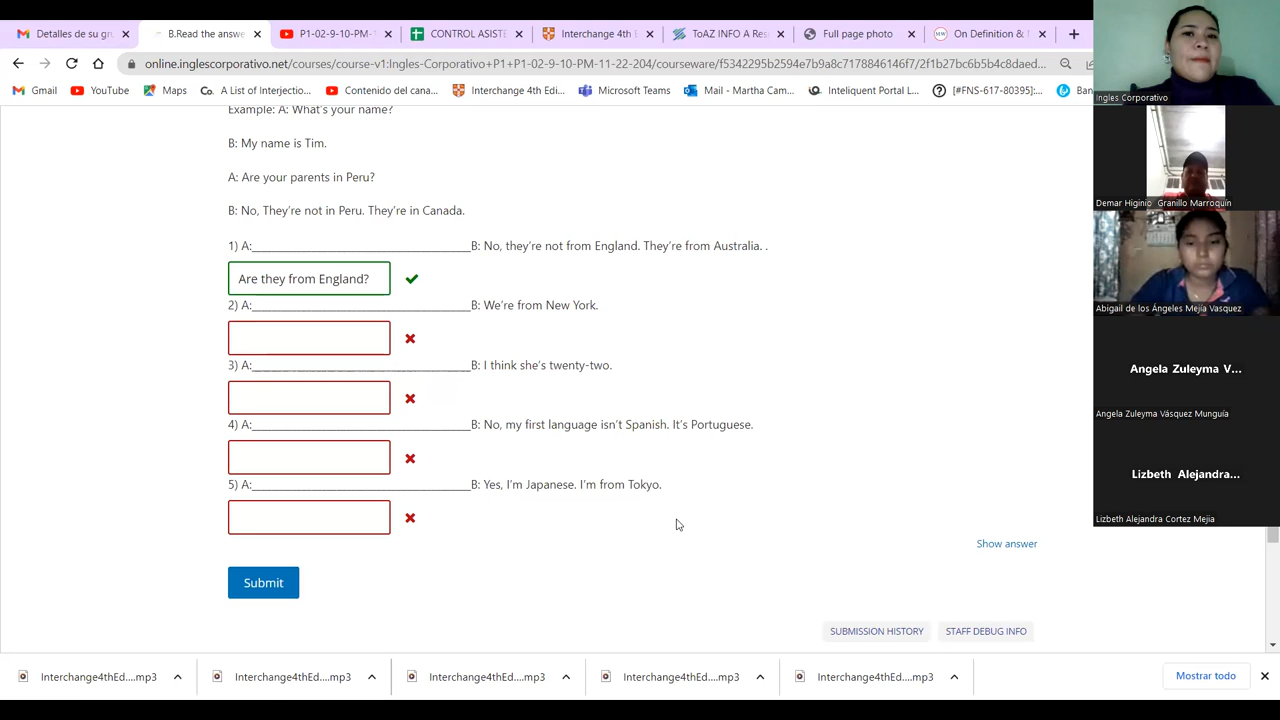 Detalles de su gr
B.Read the answe
P1-02-9-10-PM-
CONTROL ASISTE
Interchange 4th E
ToAZ INFO A Res
Full page photo
On Definition &
online.inglescorporativo.net/courses/course-v1:Ingles-Corporativo+P1+P1-02-9-10-PM-11-22-204/courseware/f5342295b2594e7b9a8c7178846146f7/2f1b27bc6b5b4c8daed...
Gmail
YouTube
Maps
A List of Interjectio...
Contenido del cana...
Interchange 4th Edi...
Microsoft Teams
Mail - Martha Cam...
Inteliquent Portal L...
[#FNS-617-80395]:...
Ban
Example: A: What's your name?
B: My name is Tim.
A: Are your parents in Peru?
B: No, They're not in Peru. They're in Canada.
1) A:____________________________________B: No, they're not from England. They're from Australia. .
Are they from England?
2) A:____________________________________B: We're from New York.
3) A:____________________________________B: I think she's twenty-two.
4) A:____________________________________B: No, my first language isn't Spanish. It's Portuguese.
5) A:____________________________________B: Yes, I'm Japanese. I'm from Tokyo.
Show answer
Submit
SUBMISSION HISTORY
STAFF DEBUG INFO
Interchange4thEd....mp3
Interchange4thEd....mp3
Interchange4thEd....mp3
Interchange4thEd....mp3
Interchange4thEd....mp3
Mostrar todo
Ingles Corporativo
Demar Higinio Granillo Marroquín
Abigail de los Ángeles Mejía Vasquez
Angela Zuleyma V...
Angela Zuleyma Vásquez Munguía
Lizbeth Alejandra...
Lizbeth Alejandra Cortez Mejia